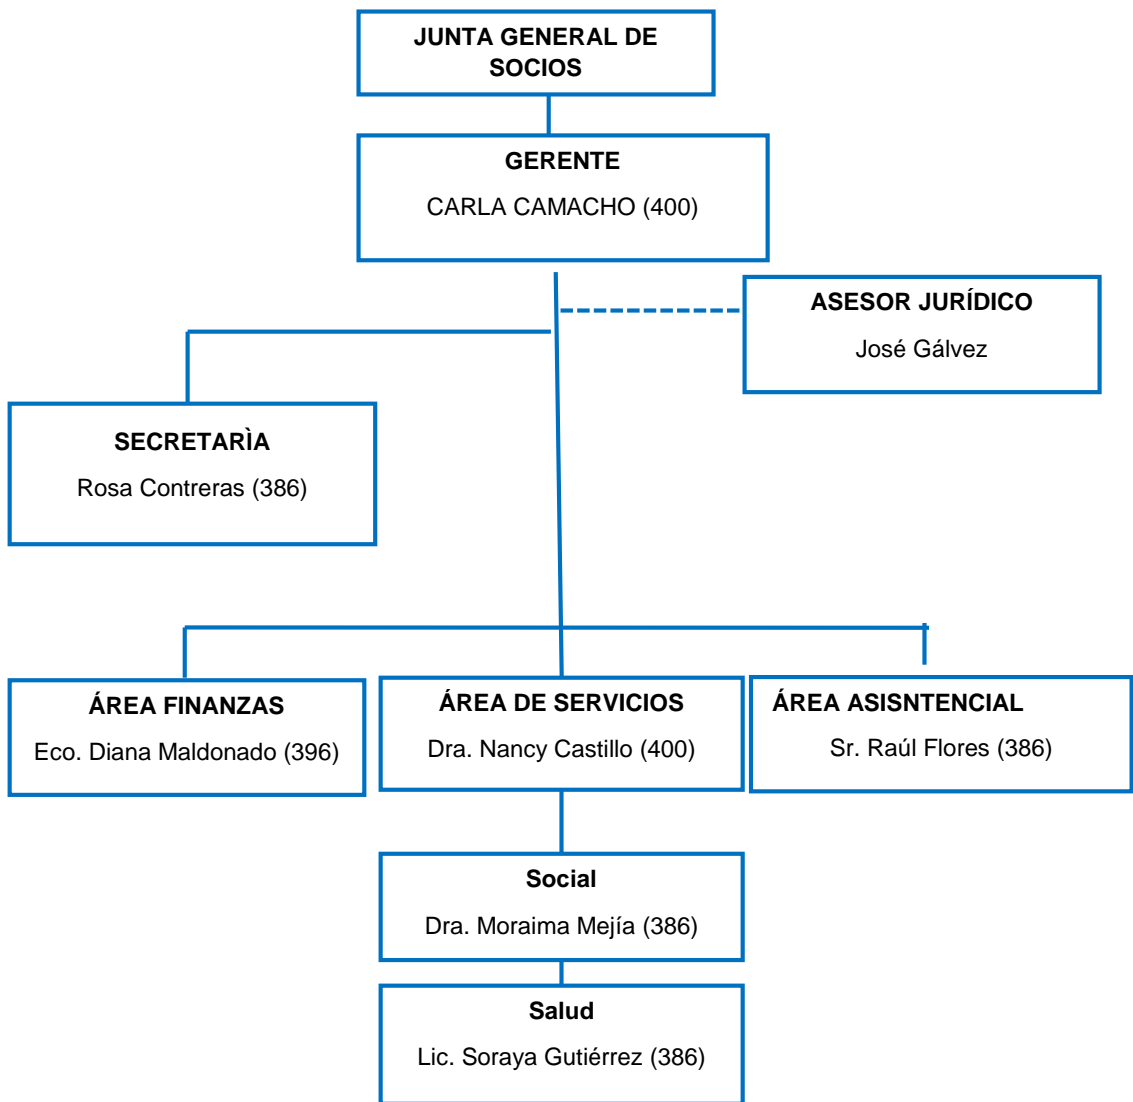 JUNTA GENERAL DE
SOCIOS
GERENTE
CARLA CAMACHO (400)
ASESOR JURÍDICO
José Gálvez
SECRETARÌA
Rosa Contreras (386)
ÁREA FINANZAS
Eco. Diana Maldonado (396)
ÁREA DE SERVICIOS
Dra. Nancy Castillo (400)
ÁREA ASISNTENCIAL
Sr. Raúl Flores (386)
Social
Dra. Moraima Mejía (386)
Salud
Lic. Soraya Gutiérrez (386)